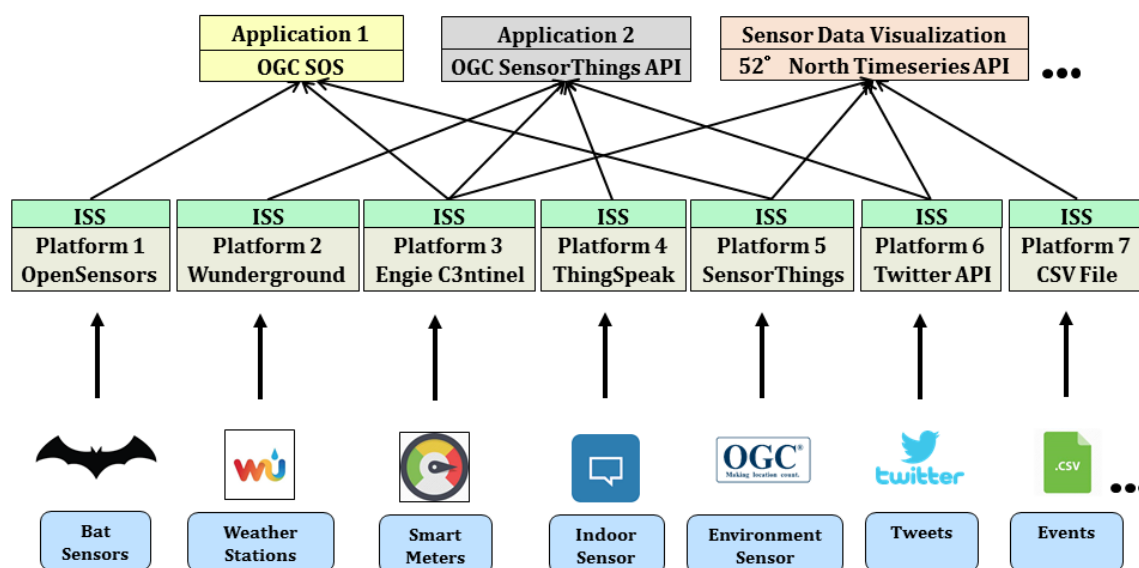 Application 1
OGC SOS
Application 2
OGC SensorThings API
Sensor Data Visualization
52° North Timeseries API
...
ISS
Platform 1
OpenSensors
ISS
Platform 2
Wunderground
ISS
Platform 3
Engie C3ntinel
ISS
Platform 4
ThingSpeak
ISS
Platform 5
SensorThings
ISS
Platform 6
Twitter API
ISS
Platform 7
CSV File
wu
OGC®
Making location count.
twitter
.CSV
...
Bat
Sensors
Weather
Stations
Smart
Meters
Indoor
Sensor
Environment
Sensor
Tweets
Events